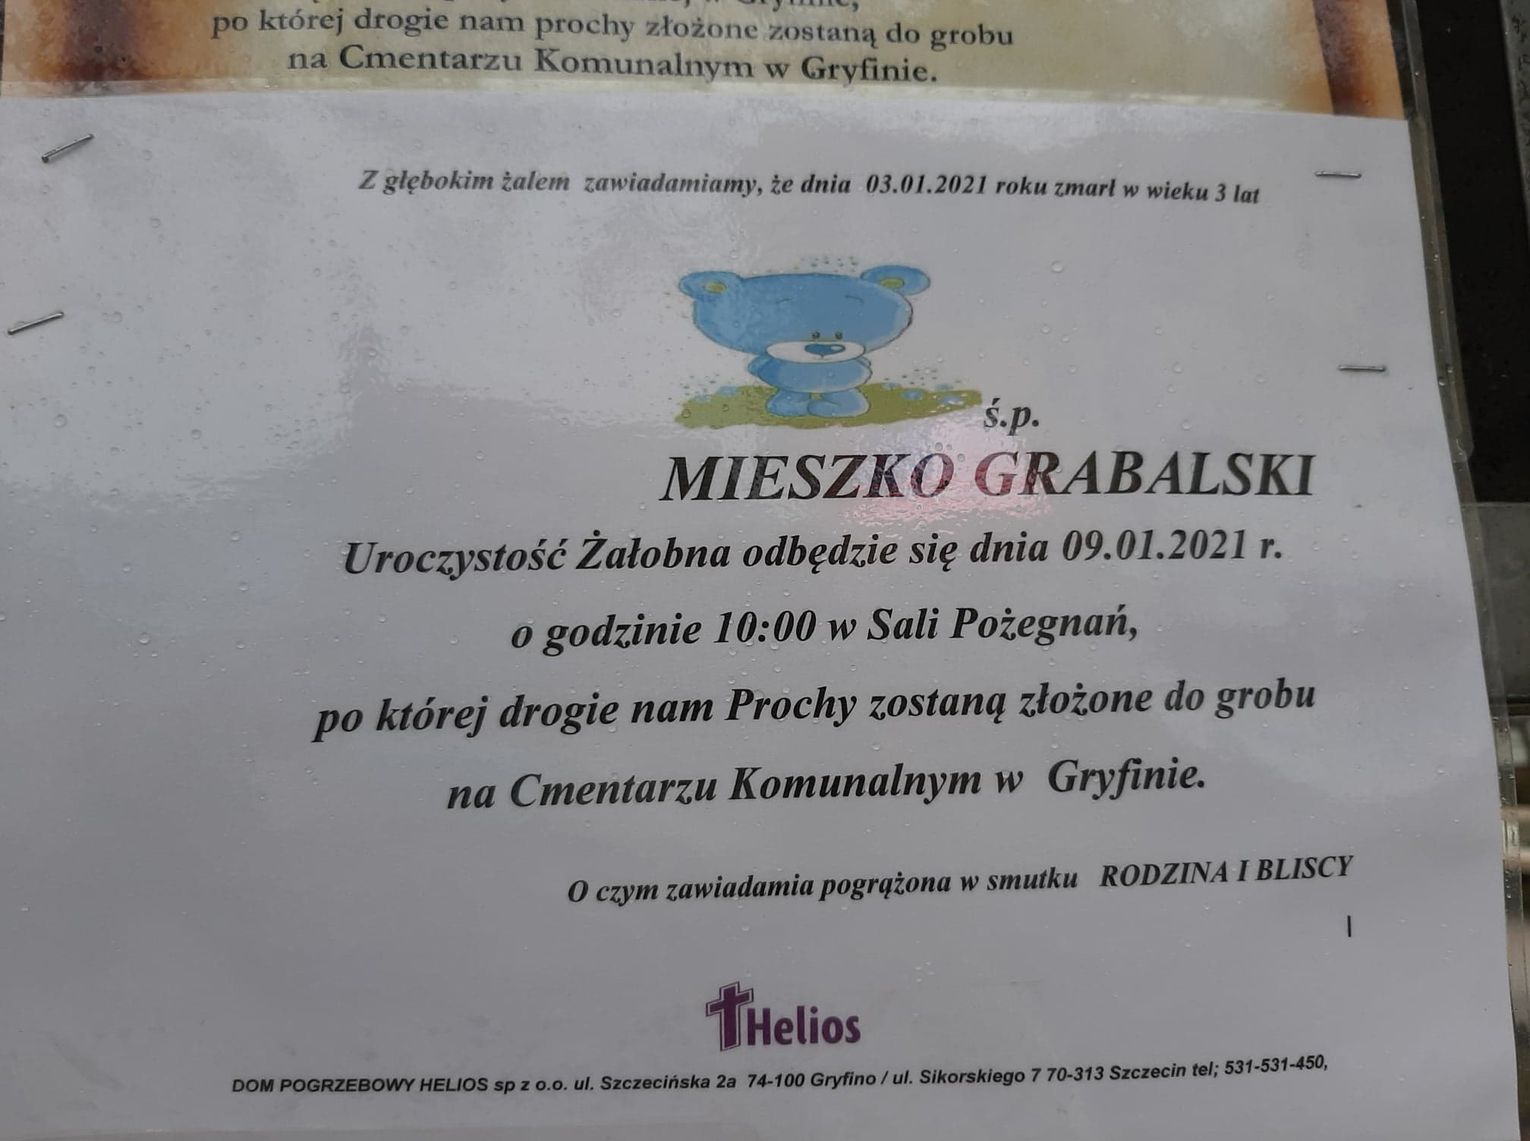 Gryfinie,
po której drogie nam prochy złożone zostaną do grobu
na Cmentarzu Komunalnym w Gryfinie.
Z głębokim żalem zawiadamiamy, że dnia 03.01.2021 roku zmarł w wieku 3 lat
ś.p.
MIESZKO GRABALSKI
Uroczystość Żałobna odbędzie się dnia 09.01.2021 r.
o godzinie 10:00 w Sali Pożegnań,
po której drogie nam Prochy zostaną złożone do grobu
na Cmentarzu Komunalnym w Gryfinie.
O czym zawiadamia pogrążona w smutku RODZINA I BLISCY
Helios
DOM POGRZEBOWY HELIOS sp z o.o. ul. Szczecińska 2a 74-100 Gryfino / ul. Sikorskiego 7 70-313 Szczecin tel; 531-531-450,